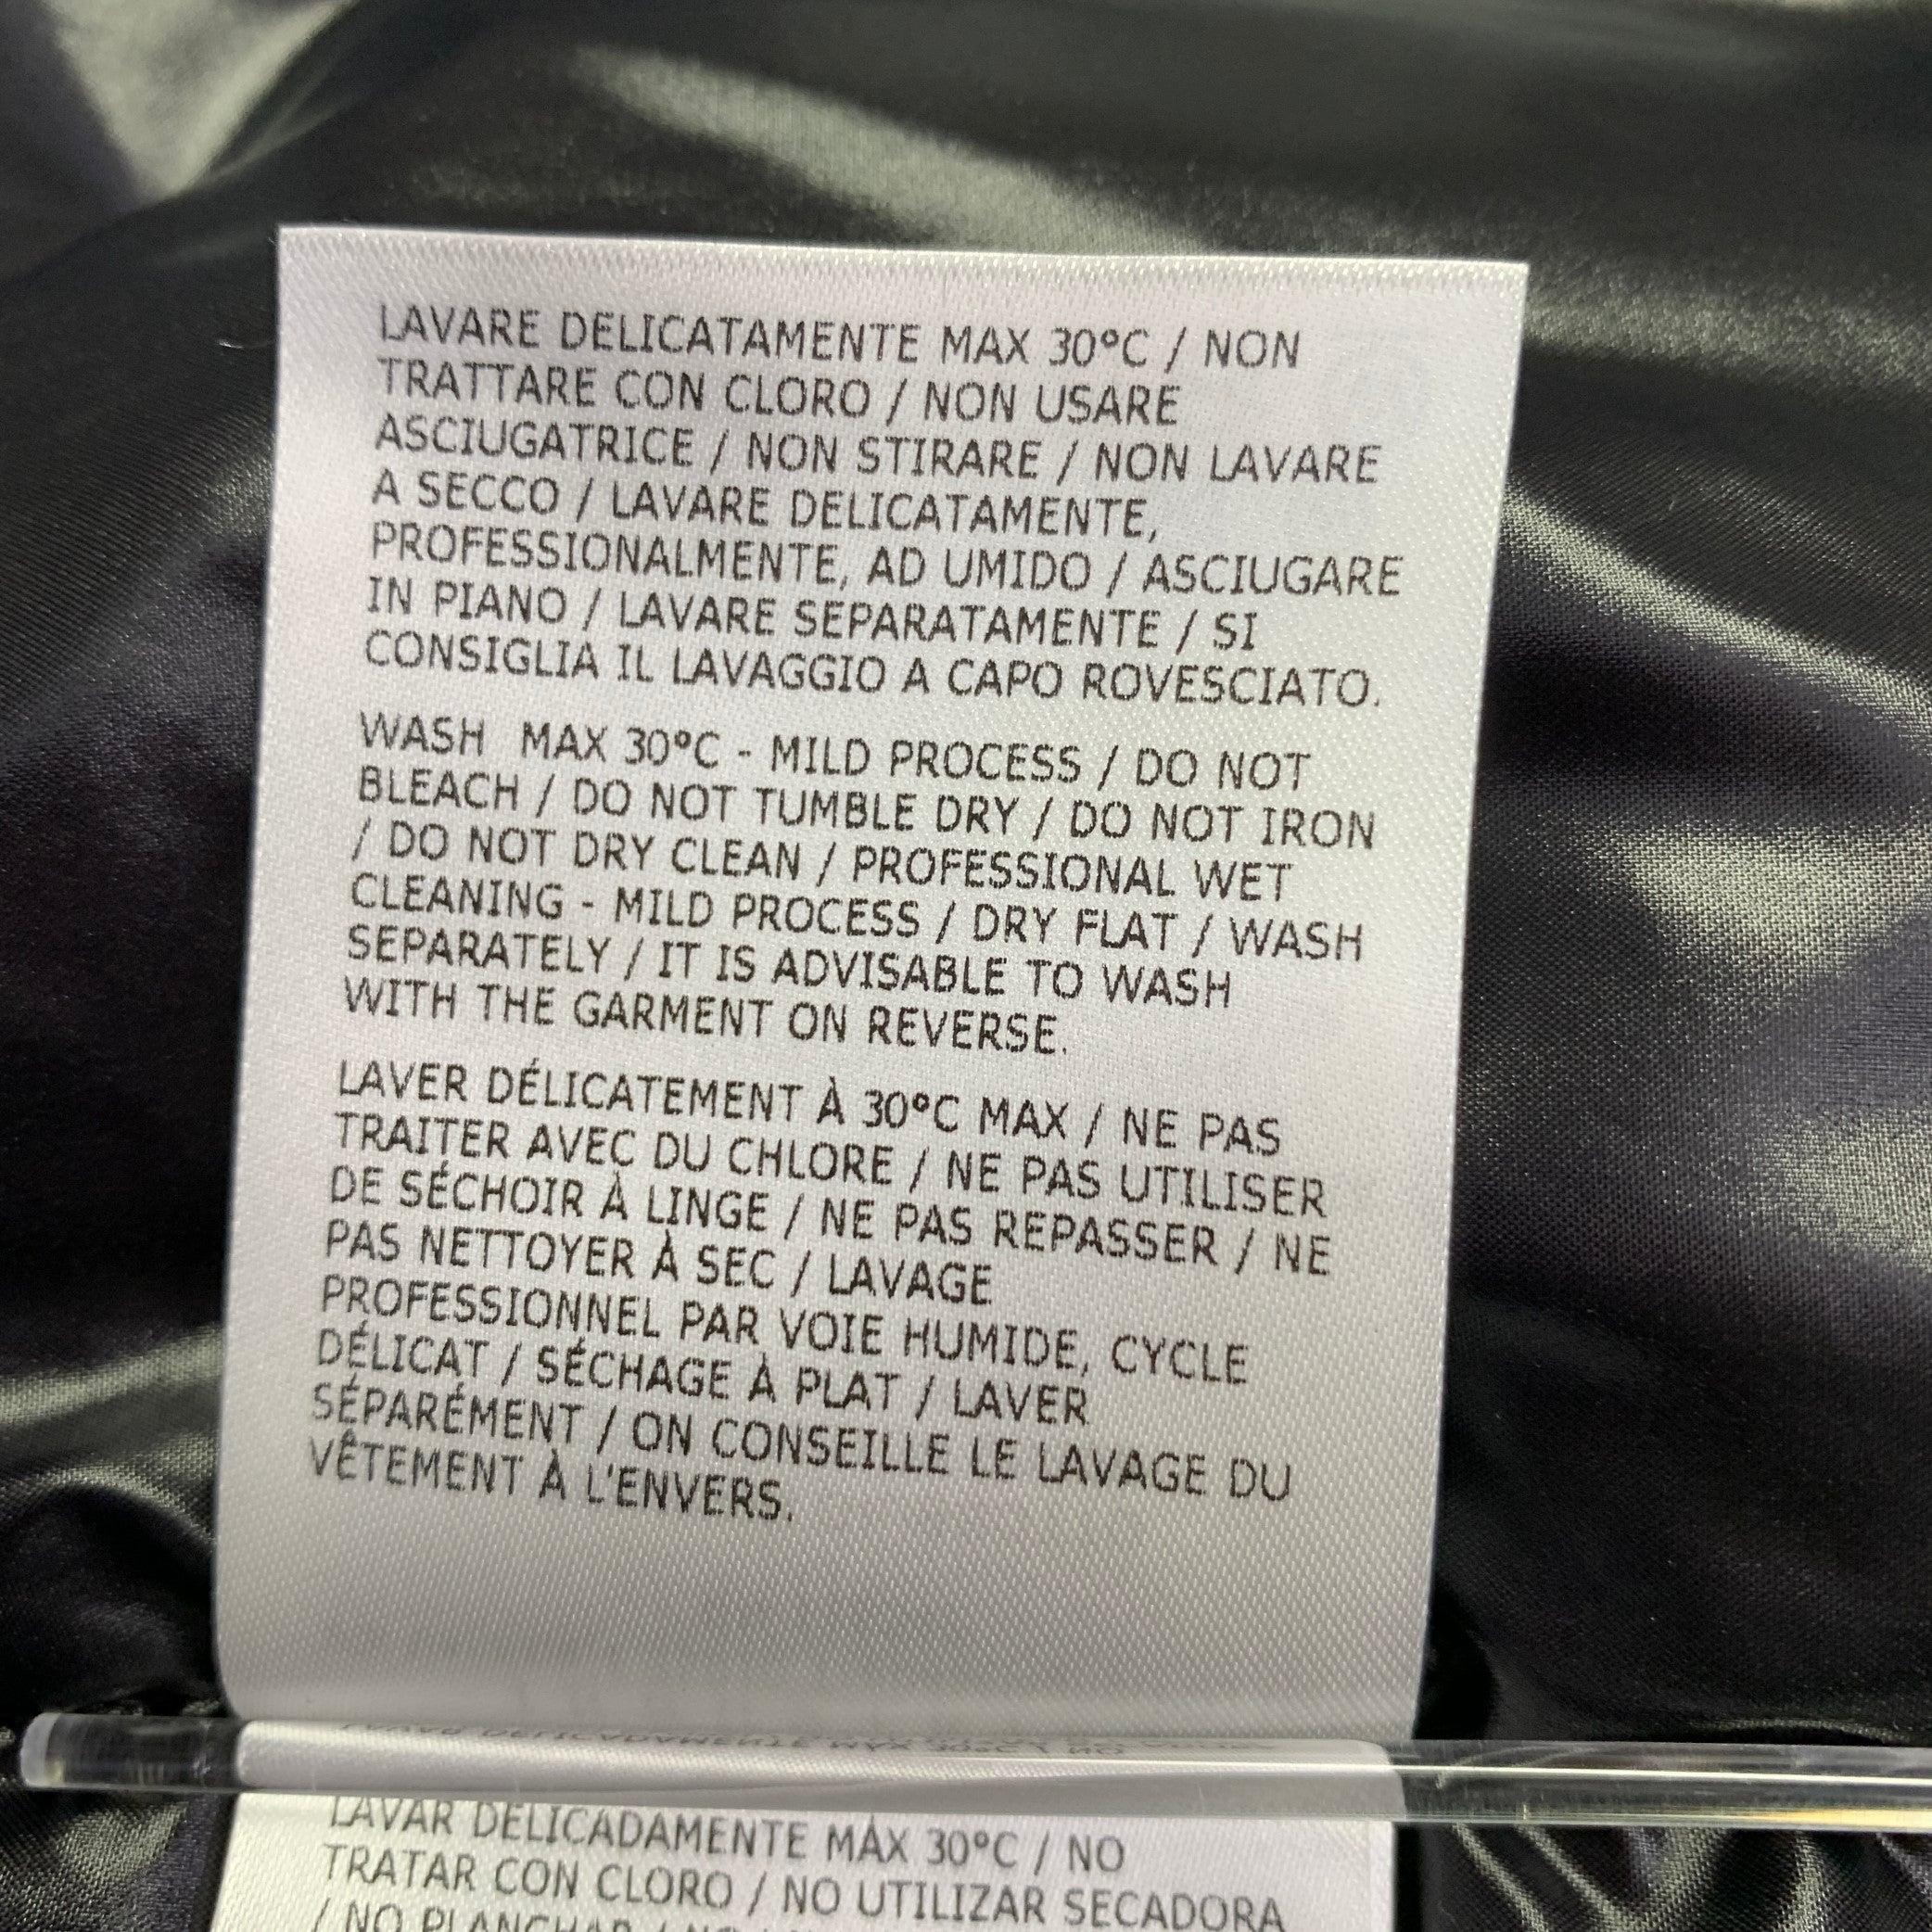 LAVARE DELICATAMENTE MAX 30°C / NON
TRATTARE CON CLORO / NON USARE
ASCIUGATRICE / NON STIRARE / NON LAVARE
A SECCO / LAVARE DELICATAMENTE,
PROFESSIONALMENTE, AD UMIDO / ASCIUGARE
IN PIANO / LAVARE SEPARATAMENTE / SI
CONSIGLIA IL LAVAGGIO A CAPO ROVESCIATO.
WASH MAX 30°C - MILD PROCESS / DO NOT
BLEACH / DO NOT TUMBLE DRY / DO NOT IRON
/ DO NOT DRY CLEAN / PROFESSIONAL WET
CLEANING - MILD PROCESS / DRY FLAT / WASH
SEPARATELY / IT IS ADVISABLE TO WASH
WITH THE GARMENT ON REVERSE.
LAVER DÉLICATEMENT À 30°C MAX / NE PAS
TRAITER AVEC DU CHLORE / NE PAS UTILISER
DE SÉCHOIR À LINGE / NE PAS REPASSER / NE
PAS NETTOYER À SEC / LAVAGE
PROFESSIONNEL PAR VOIE HUMIDE, CYCLE
DÉLICAT / SÉCHAGE À PLAT / LAVER
SÉPARÉMENT / ON CONSEILLE LE LAVAGE DU
VÊTEMENT À L'ENVERS.
LAVAR DELICADAMENTE MÁX 30°C / NO
TRATAR CON CLORO / NO UTILIZAR SECADORA
/ NO PLANCHAR /